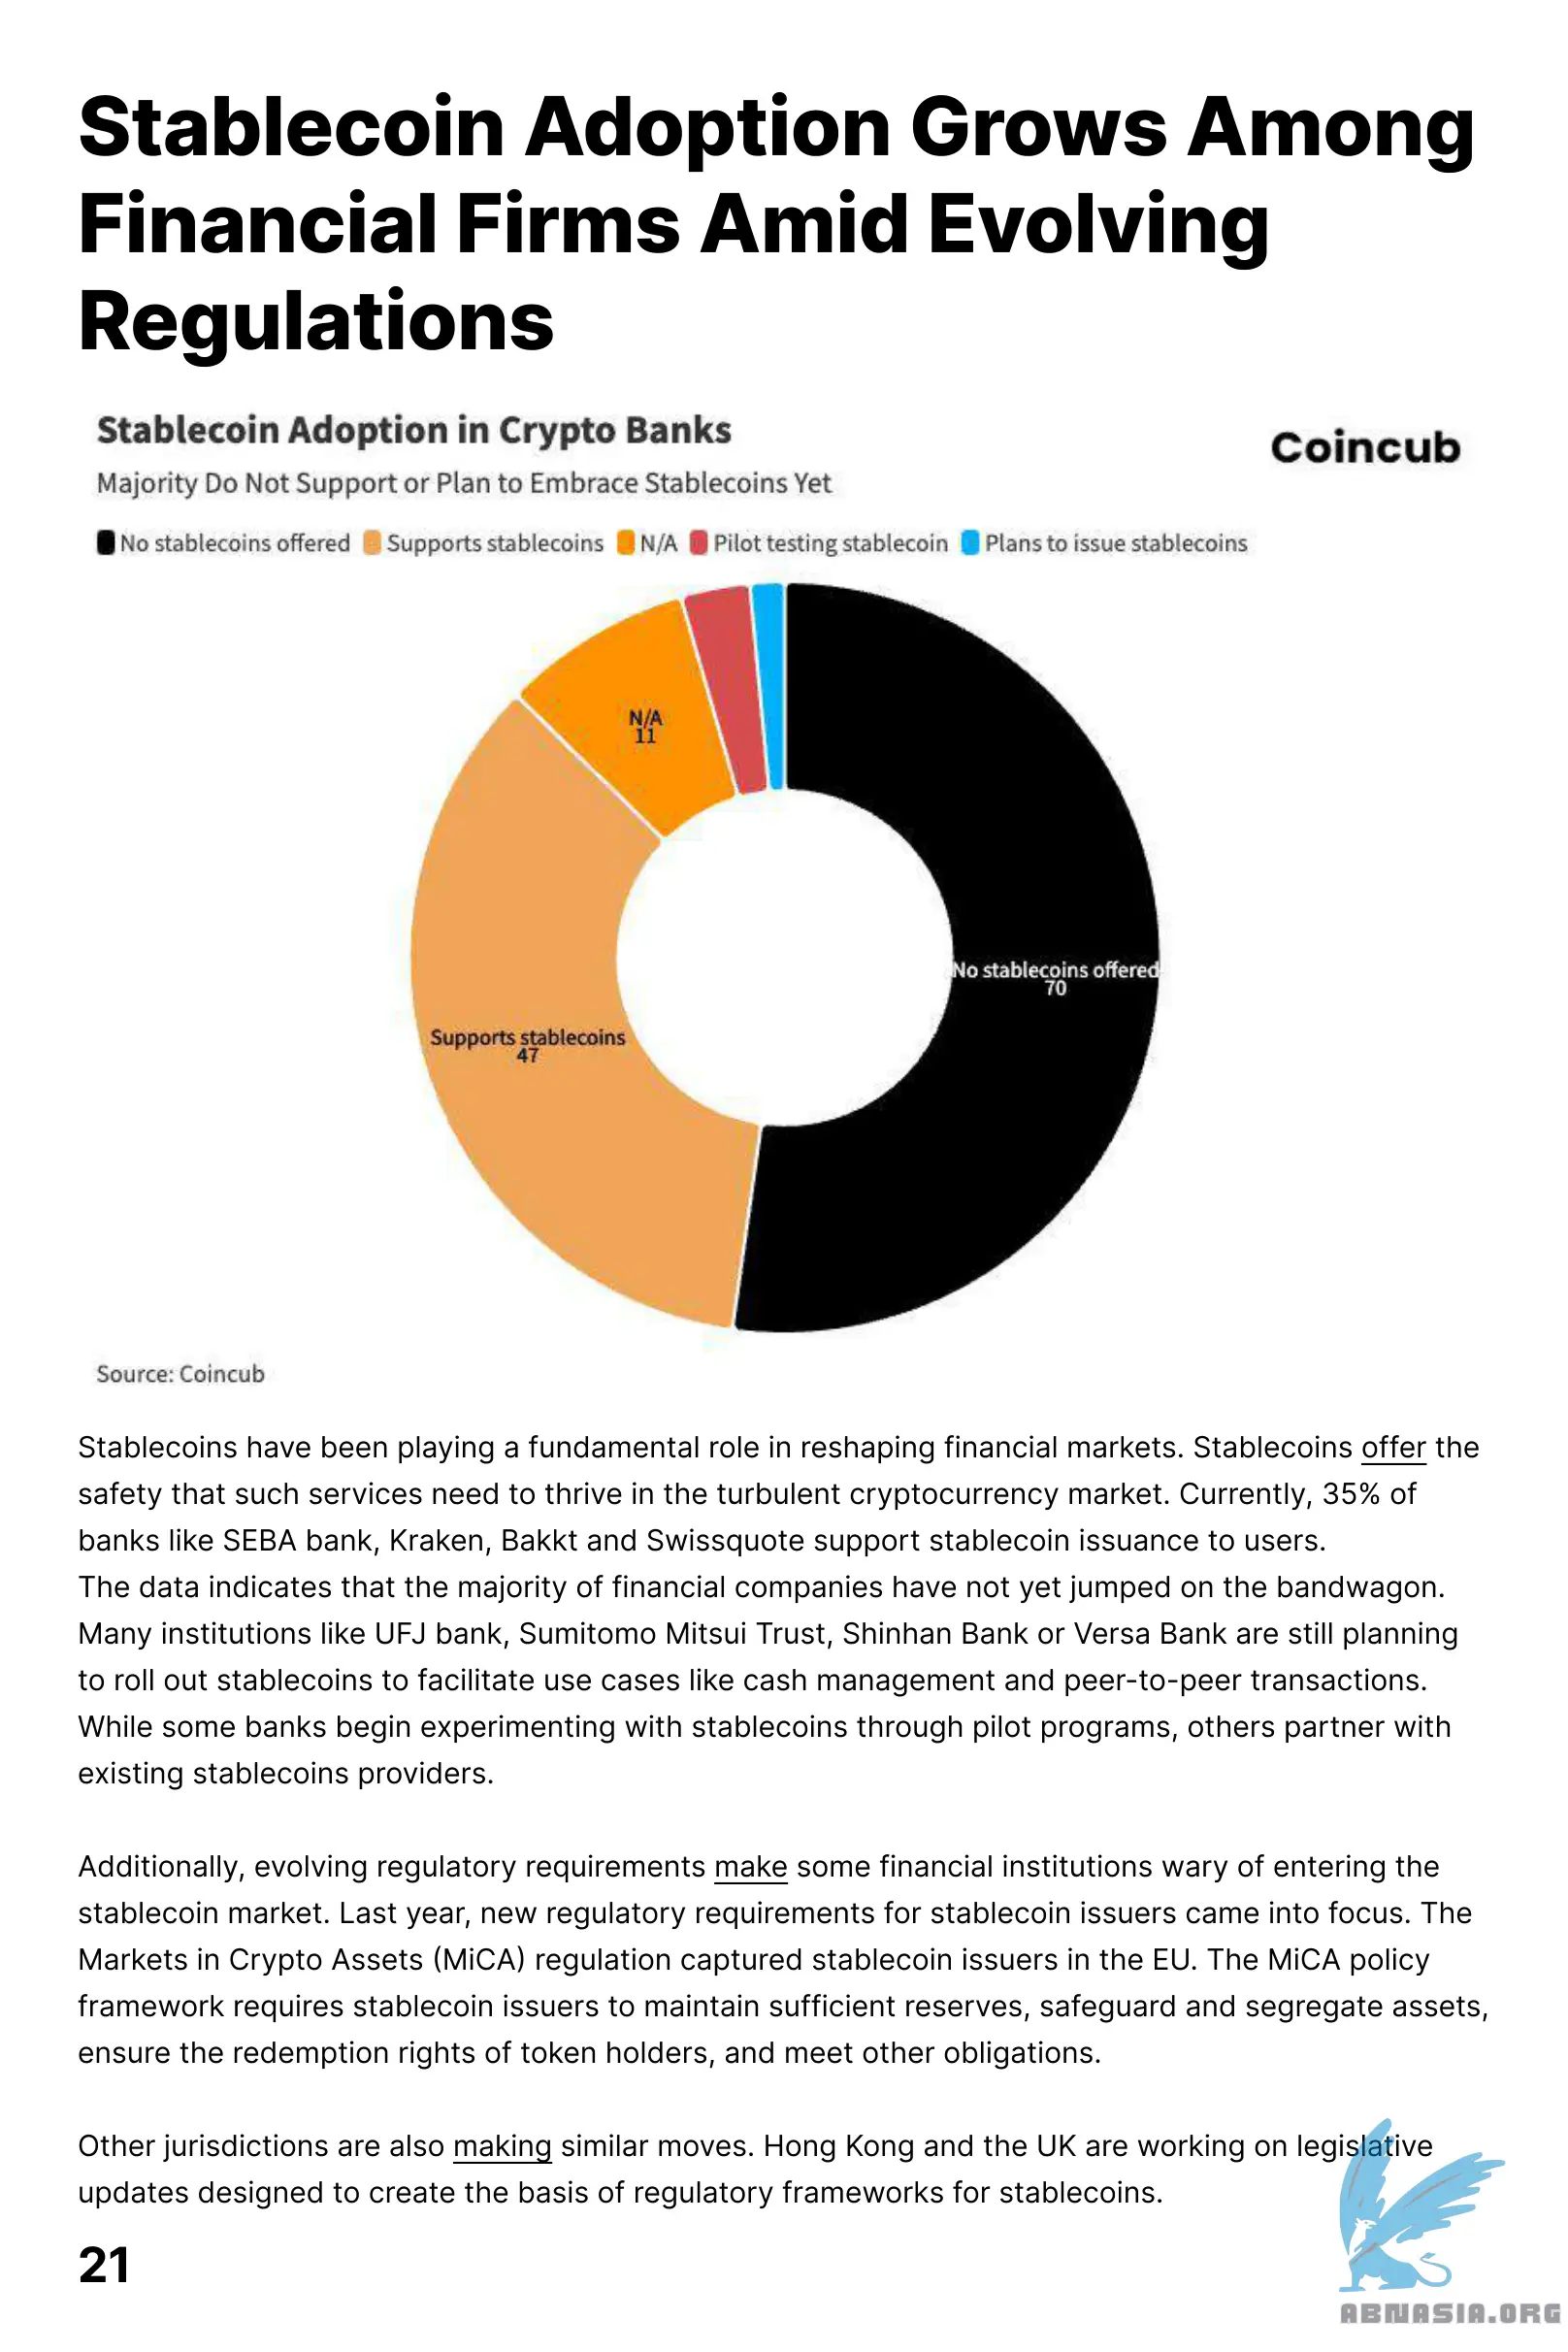 Stablecoin Adoption Grows Among
Financial Firms Amid Evolving
Regulations
Stablecoin Adoption in Crypto Banks
Coincub
Majority Do Not Support or Plan to Embrace Stablecoins Yet
No stablecoins offered Supports stablecoins N/A Pilot testing stablecoin Plans to issue stablecoins
N/A
11
No stablecoins offered
70
Supports stablecoins
47
Source: Coincub
Stablecoins have been playing a fundamental role in reshaping financial markets. Stablecoins offer the
safety that such services need to thrive in the turbulent cryptocurrency market. Currently, 35% of
banks like SEBA bank, Kraken, Bakkt and Swissquote support stablecoin issuance to users.
The data indicates that the majority of financial companies have not yet jumped on the bandwagon.
Many institutions like UFJ bank, Sumitomo Mitsui Trust, Shinhan Bank or Versa Bank are still planning
to roll out stablecoins to facilitate use cases like cash management and peer-to-peer transactions.
While some banks begin experimenting with stablecoins through pilot programs, others partner with
existing stablecoins providers.
Additionally, evolving regulatory requirements make some financial institutions wary of entering the
stablecoin market. Last year, new regulatory requirements for stablecoin issuers came into focus. The
Markets in Crypto Assets (MiCA) regulation captured stablecoin issuers in the EU. The MiCA policy
framework requires stablecoin issuers to maintain sufficient reserves, safeguard and segregate assets,
ensure the redemption rights of token holders, and meet other obligations.
Other jurisdictions are also making similar moves. Hong Kong and the UK are working on legislative
updates designed to create the basis of regulatory frameworks for stablecoins.
21
ABNASIA.ORG